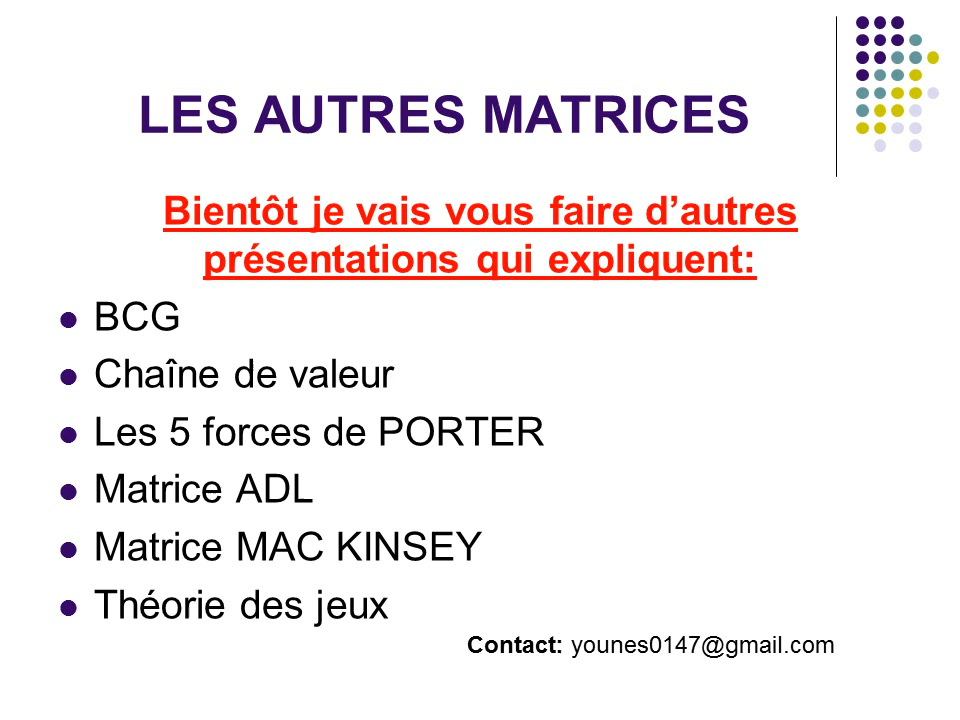 LES AUTRES MATRICES
Bientôt je vais vous faire d’autres
présentations qui expliquent:
BCG
Chaîne de valeur
Les 5 forces de PORTER
Matrice ADL
Matrice MAC KINSEY
Théorie des jeux
Contact: younes0147@gmail.com